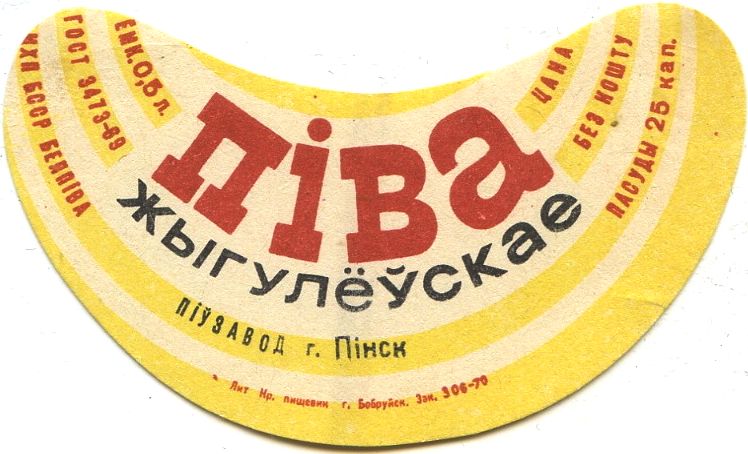 МХП БССР БЕЛПІВА
ГОСТ 3473-69
ЕМК. 0,5 л.
ПІВА
ЖЫГУЛЁЎСКАЕ
ЦАНА
БЕЗ КОШТУ
ПАСУДЫ 25 кап.
ПІЎЗАВОД г. Пінск
Лит Кр. пищевик г. Бобруйск. Зак. 306-70